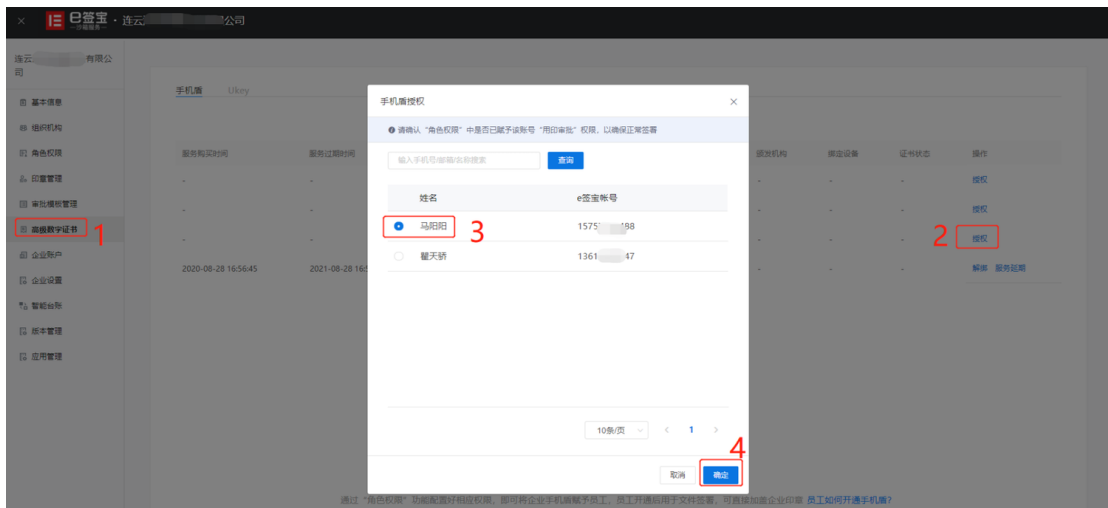 × e签宝 · 连云 公司
沙箱服务
连云 有限公
司
基本信息
组织机构
角色权限
印章管理
审批模板管理
高级数字证书 1
企业账户
企业设置
智能台账
版本管理
应用管理
手机盾 Ukey
服务购买时间 服务过期时间 颁发机构 绑定设备 证书状态 操作
- - - - - 授权
- - - - - 授权
- - - - - 2 授权
2020-08-28 16:56:45 2021-08-28 16:5 - - - 解绑 服务延期
手机盾授权 ×
请确认“角色权限”中是否已赋予该账号“用印审批”权限，以确保正常签署
输入手机号/邮箱/名称搜索 查询
姓名 e签宝帐号
马阳阳 3 1575 488
翟天骄 1361 47
10条/页 < 1 >
4
取消 确定
通过“角色权限”功能配置好相应权限，即可将企业手机盾赋予员工，员工开通后用于文件签署，可直接加盖企业印章 员工如何开通手机盾?